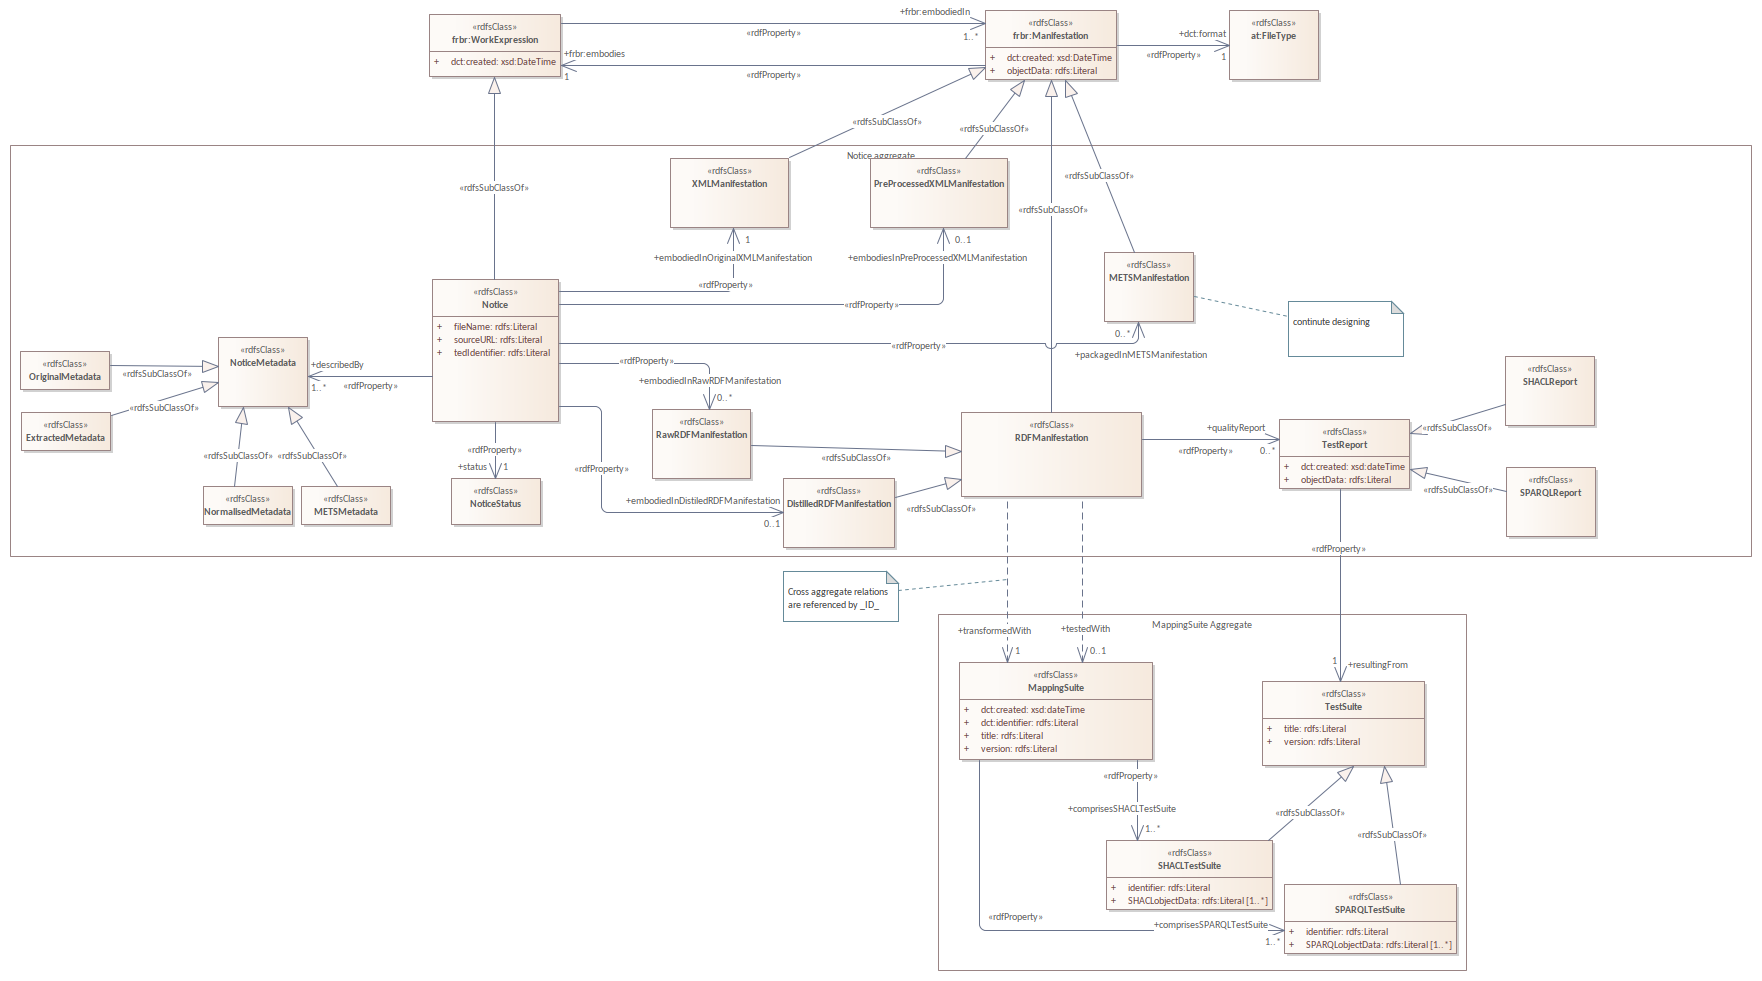 «rdfsClass»
frbr:WorkExpression
+ dct:created: xsd:DateTime
+frbr:embodiedIn
1..*
«rdfProperty»
+frbr:embodies
1
«rdfProperty»
«rdfsClass»
frbr:Manifestation
+ dct:created: xsd:DateTime
+ objectData: rdfs:Literal
+dct:format
«rdfProperty»
1
«rdfsClass»
at:FileType
«rdfsSubClassOf»
«rdfsSubClassOf»
«rdfsSubClassOf»
«rdfsSubClassOf»
«rdfsSubClassOf»
Notice aggregate
«rdfsClass»
XMLManifestation
«rdfsClass»
PreProcessedXMLManifestation
1
+embodiedInOriginalXMLManifestation
«rdfProperty»
0..1
+embodiesInPreProcessedXMLManifestation
«rdfProperty»
«rdfsClass»
METSManifestation
continute designing
0..*
+packagedInMETSManifestation
«rdfProperty»
«rdfsClass»
Notice
+ fileName: rdfs:Literal
+ sourceURL: rdfs:Literal
+ tedIdentifier: rdfs:Literal
«rdfsClass»
OriginalMetadata
«rdfsSubClassOf»
«rdfsClass»
NoticeMetadata
+describedBy
1..*
«rdfProperty»
«rdfsSubClassOf»
«rdfsClass»
ExtractedMetadata
«rdfsSubClassOf»
«rdfsSubClassOf»
«rdfsClass»
NormalisedMetadata
«rdfsClass»
METSMetadata
«rdfProperty»
+status
1
«rdfsClass»
NoticeStatus
«rdfProperty»
+embodiedInRawRDFManifestation
0..*
«rdfsClass»
RawRDFManifestation
«rdfsSubClassOf»
«rdfProperty»
+embodiedInDistiledRDFManifestation
0..1
«rdfsClass»
DistilledRDFManifestation
«rdfsSubClassOf»
«rdfsClass»
RDFManifestation
+qualityReport
«rdfProperty»
0..*
«rdfsClass»
TestReport
+ dct:created: xsd:dateTime
+ objectData: rdfs:Literal
«rdfsClass»
SHACLReport
«rdfsSubClassOf»
«rdfsClass»
SPARQLReport
«rdfsSubClassOf»
«rdfProperty»
Cross aggregate relations
are referenced by _ID_
MappingSuite Aggregate
+transformedWith
1
+testedWith
0..1
1
+resultingFrom
«rdfsClass»
MappingSuite
+ dct:created: xsd:dateTime
+ dct:identifier: rdfs:Literal
+ title: rdfs:Literal
+ version: rdfs:Literal
«rdfsClass»
TestSuite
+ title: rdfs:Literal
+ version: rdfs:Literal
«rdfProperty»
+comprisesSHACLTestSuite
1..*
«rdfsSubClassOf»
«rdfsSubClassOf»
«rdfsClass»
SHACLTestSuite
+ identifier: rdfs:Literal
+ SHACLobjectData: rdfs:Literal [1..*]
«rdfProperty»
+comprisesSPARQLTestSuite
1..*
«rdfsClass»
SPARQLTestSuite
+ identifier: rdfs:Literal
+ SPARQLobjectData: rdfs:Literal [1..*]